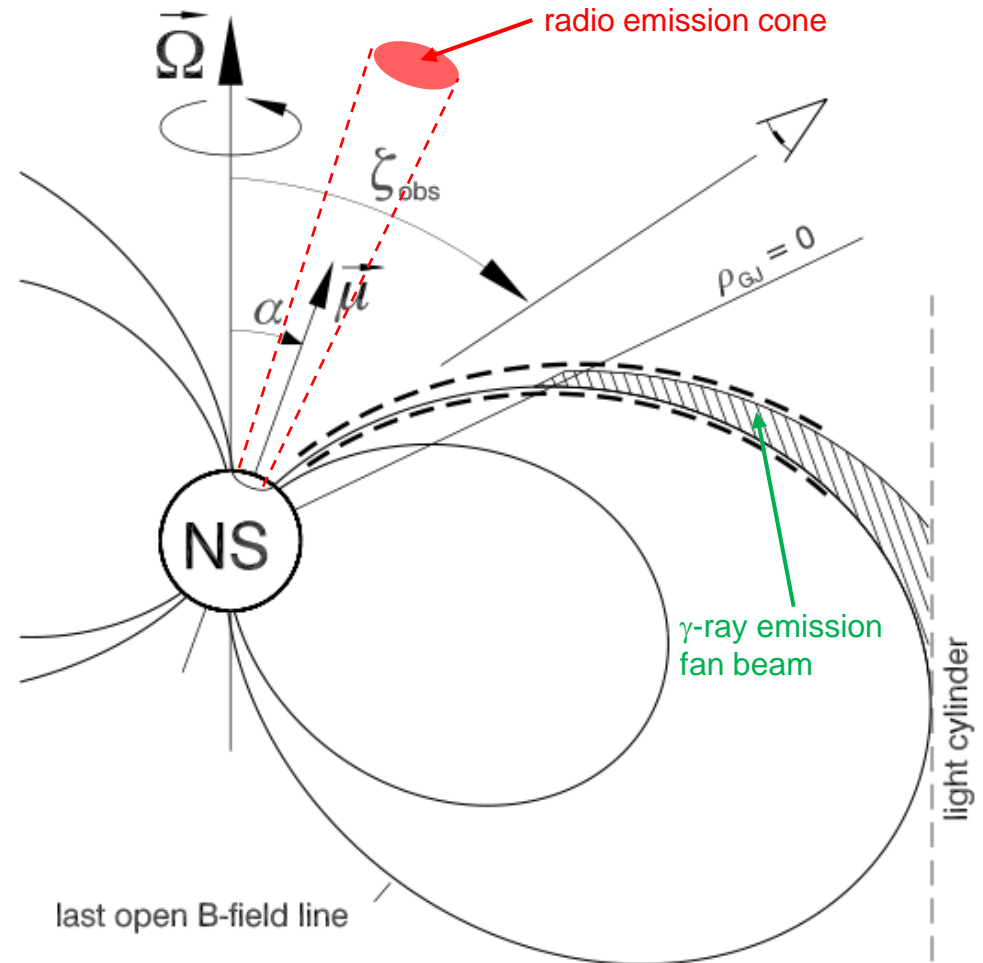 radio emission cone
Ω
ζobs
ρGJ = 0
α
μ
NS
γ-ray emission
fan beam
light cylinder
last open B-field line